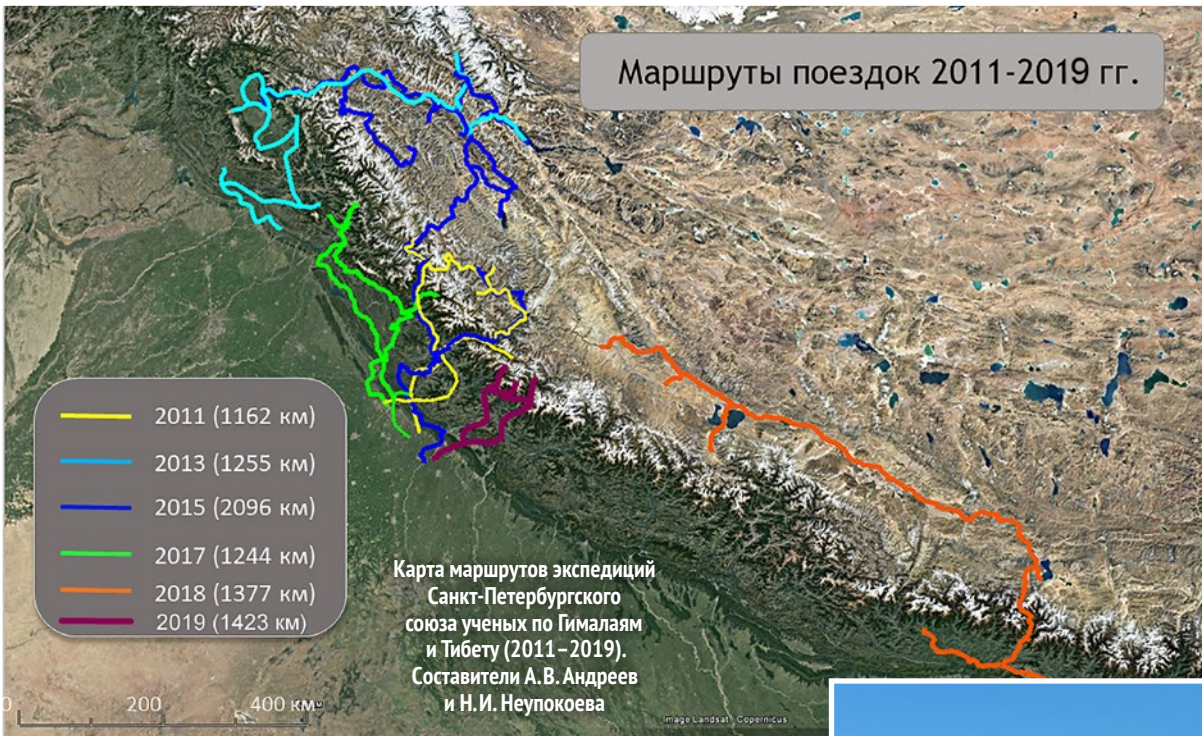 Маршруты поездок 2011-2019 гг.
2011 (1162 км)
2013 (1255 км)
2015 (2096 км)
2017 (1244 км)
2018 (1377 км)
2019 (1423 км)
Карта маршрутов экспедиций
Санкт-Петербургского
союза ученых по Гималаям
и Тибету (2011–2019).
Составители А.В. Андреев
и Н.И. Неупокоева
0 200 400 км
Image Landsat / Copernicus